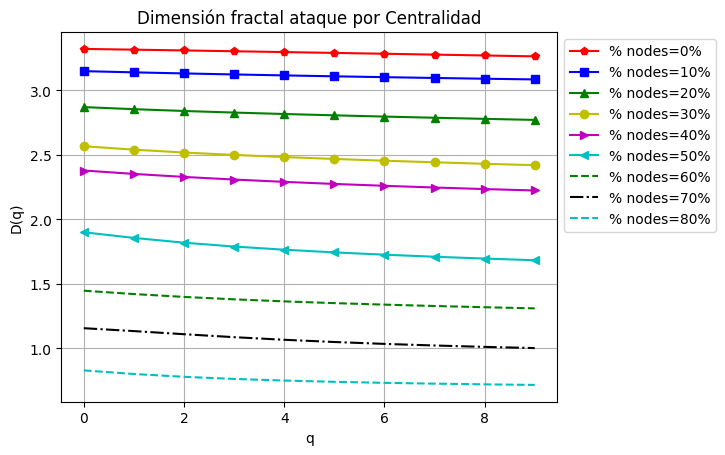 Dimensión fractal ataque por Centralidad
D(q)
3.0
2.5
2.0
1.5
1.0
0
2
4
6
8
q
% nodes=0%
% nodes=10%
% nodes=20%
% nodes=30%
% nodes=40%
% nodes=50%
% nodes=60%
% nodes=70%
% nodes=80%